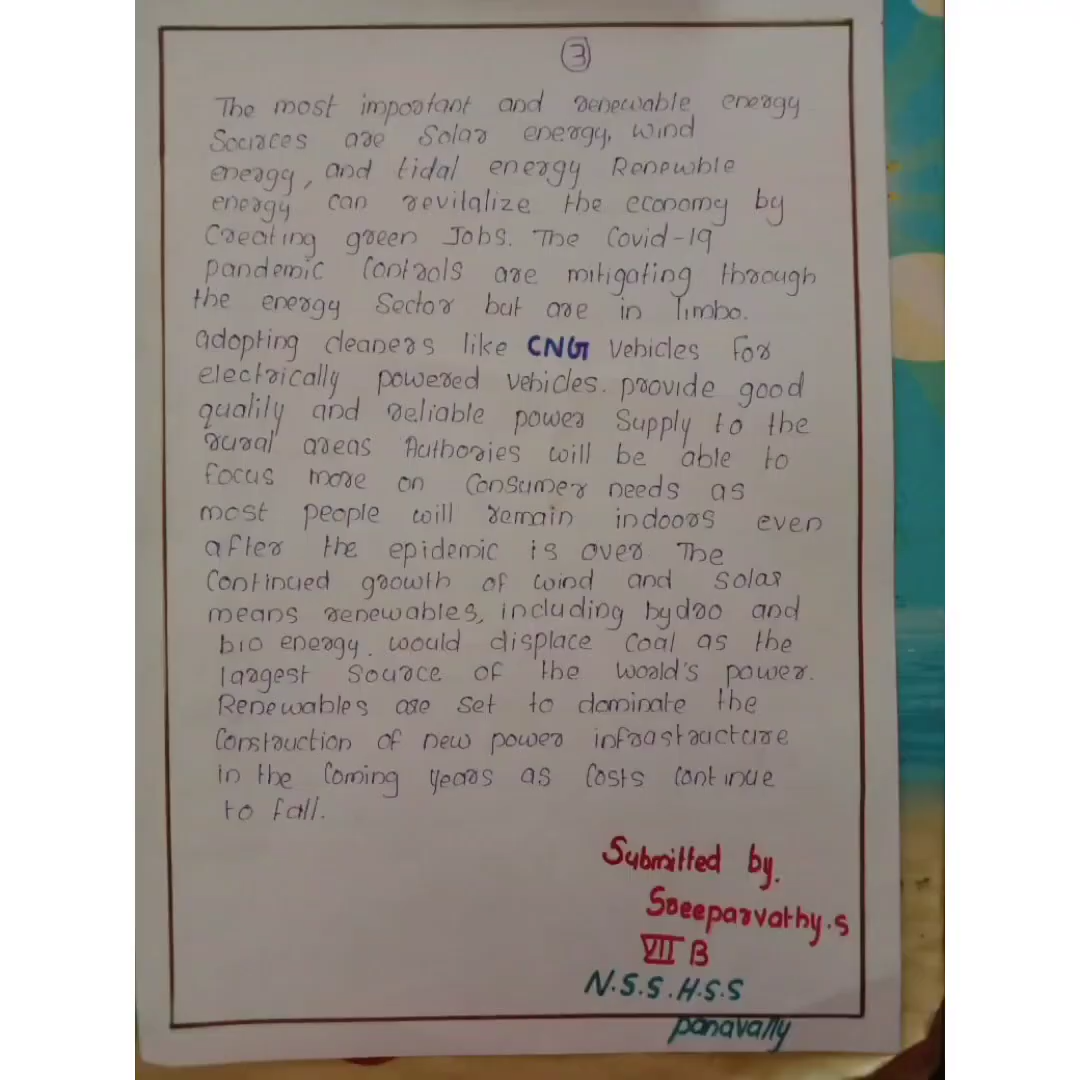 3
The most important and renewable energy
Sources are Solar energy, Wind
energy, and tidal energy Renewble
energy can revitalize the economy by
Creating green Jobs. The Covid-19
pandemic Controls are mitigating through
the energy Sector but are in limbo.
adopting cleaners like CNG Vehicles For
electrically powered vehicles. provide good
quality and reliable power Supply to the
rural areas Authories will be able to
focus more on Consumer needs as
most people will remain indoors even
after the epidemic is over The
Continued growth of wind and solar
means renewables, including hydro and
bio energy. would displace coal as the
largest source of the world's power.
Renewables are set to dominate the
Construction of new power infrastructure
in the Coming years as Costs Continue
to fall.
Submitted by.
Sreeparvathy.s
VII B
N.S.S.H.S.S
panavally